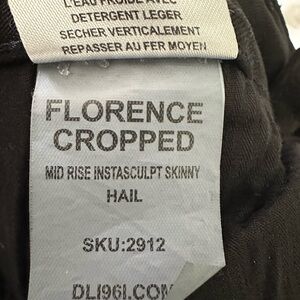 L'EAU FROIDE AVEC
DETERGENT LEGER
SECHER VERTICALEMENT
REPASSER AU FER MOYEN
FLORENCE
CROPPED
MID RISE INSTASCULPT SKINNY
HAIL
SKU:2912
DL1961.COM